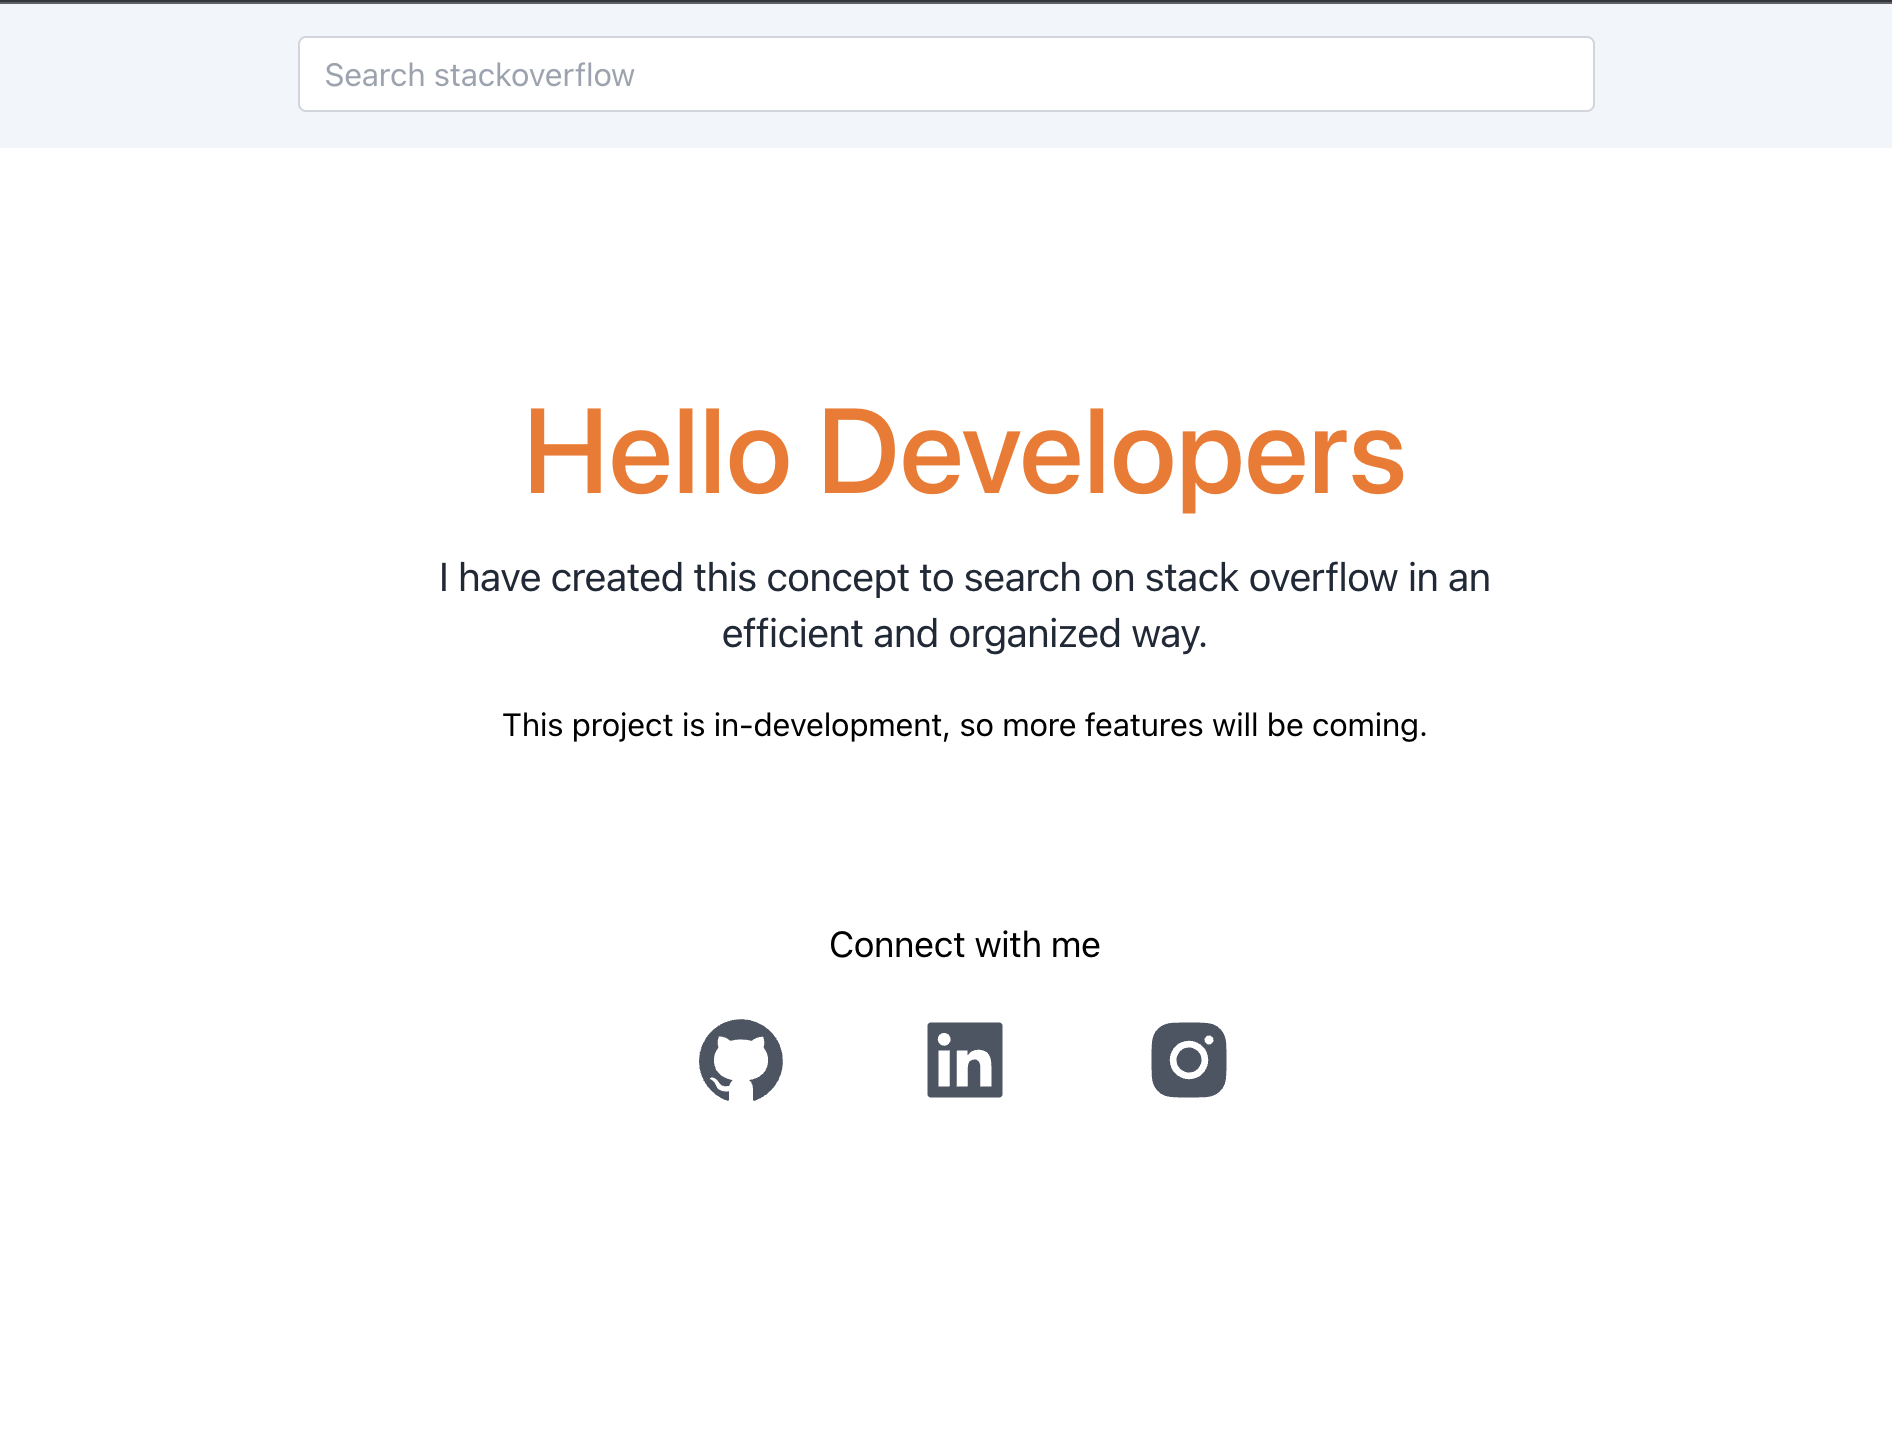 Search stackoverflow
Hello Developers
I have created this concept to search on stack overflow in an
efficient and organized way.
This project is in-development, so more features will be coming.
Connect with me
in